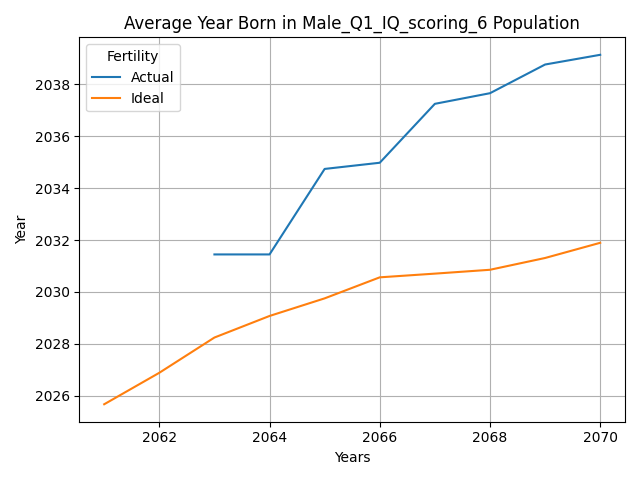 Average Year Born in Male_Q1_IQ_scoring_6 Population
Fertility
Actual
Ideal
2038
2036
2034
2032
2030
2028
2026
Year
2062
2064
2066
2068
2070
Years